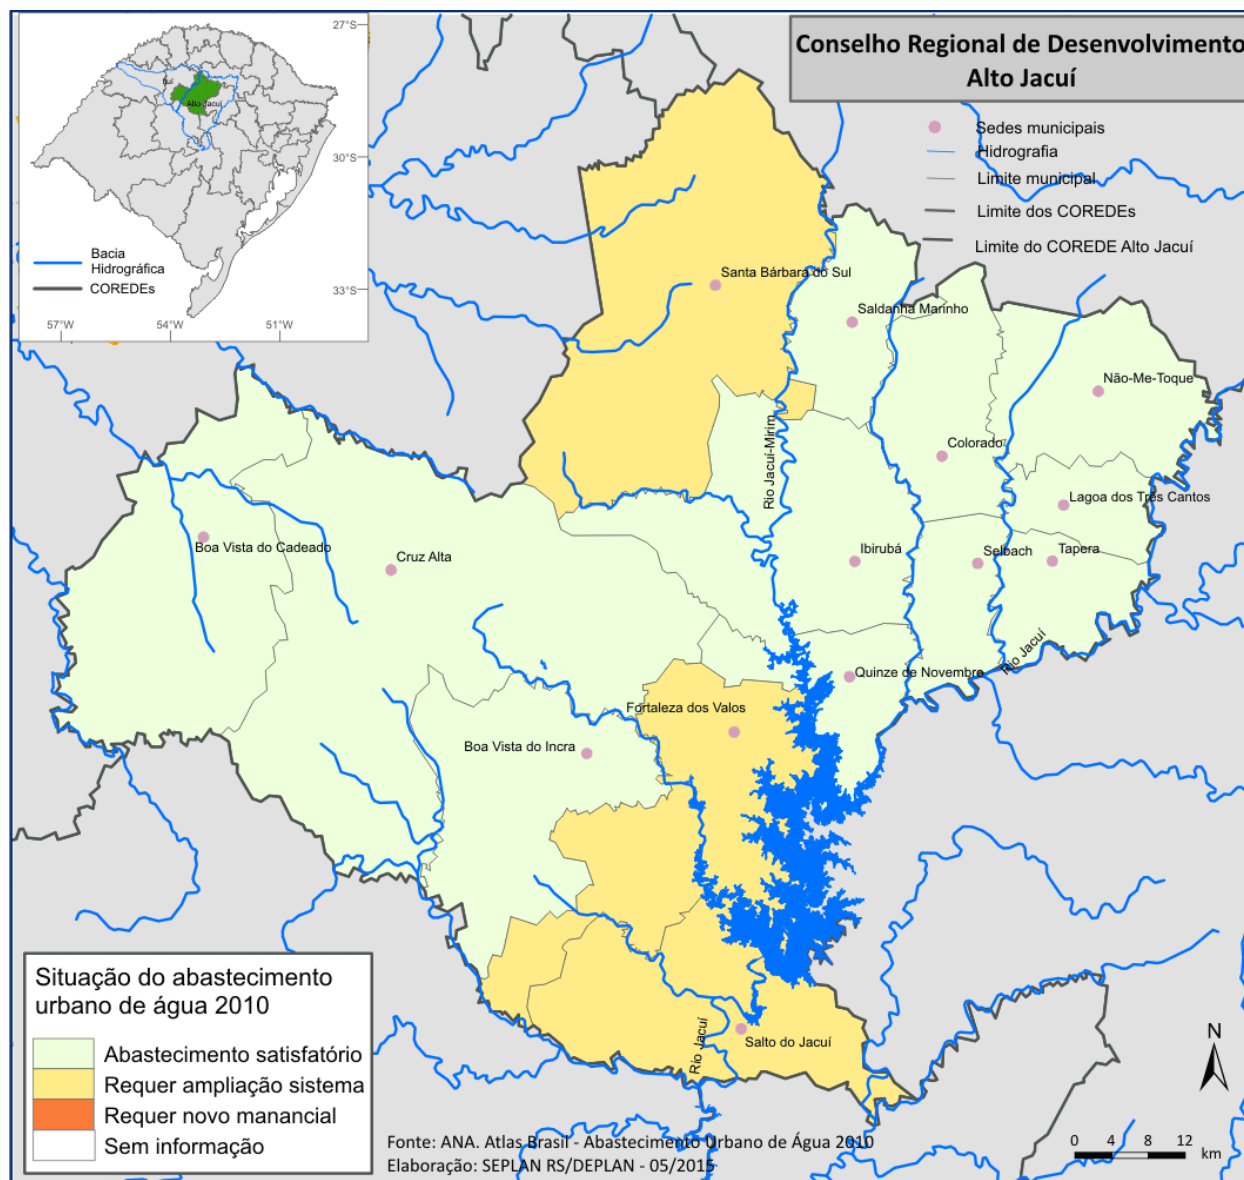 Conselho Regional de Desenvolvimento
Alto Jacuí
27°S
30°S
33°S
57°W
54°W
51°W
Alto Jacuí
Bacia
Hidrográfica
COREDEs
Sedes municipais
Hidrografia
Limite municipal
Limite dos COREDEs
Limite do COREDE Alto Jacuí
Santa Bárbara do Sul
Saldanha Marinho
Não-Me-Toque
Rio Jacuí-Mirim
Colorado
Lagoa dos Três Cantos
Boa Vista do Cadeado
Cruz Alta
Ibirubá
Selbach
Tapera
Rio Jacuí
Quinze de Novembro
Fortaleza dos Valos
Boa Vista do Incra
Rio Jacuí
Salto do Jacuí
Situação do abastecimento
urbano de água 2010
Abastecimento satisfatório
Requer ampliação sistema
Requer novo manancial
Sem informação
Fonte: ANA. Atlas Brasil - Abastecimento Urbano de Água 2010
Elaboração: SEPLAN RS/DEPLAN - 05/2015
N
0 4 8 12
km